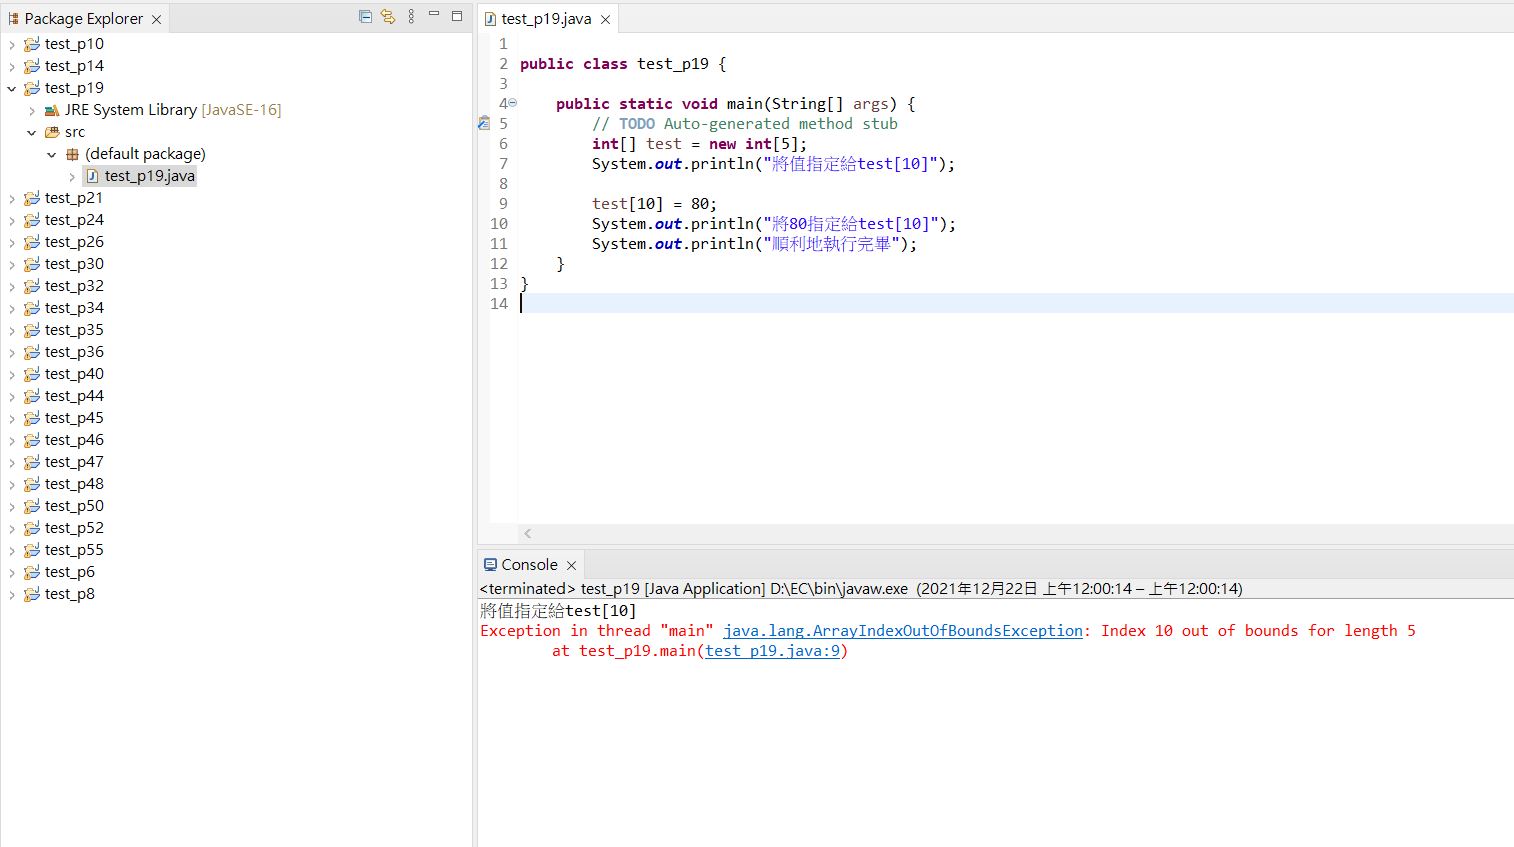 Package Explorer
test_p10
test_p14
test_p19
JRE System Library [JavaSE-16]
src
(default package)
test_p19.java
test_p21
test_p24
test_p26
test_p30
test_p32
test_p34
test_p35
test_p36
test_p40
test_p44
test_p45
test_p46
test_p47
test_p48
test_p50
test_p52
test_p55
test_p6
test_p8
test_p19.java
1
2 public class test_p19 {
3
4 public static void main(String[] args) {
5 // TODO Auto-generated method stub
6 int[] test = new int[5];
7 System.out.println("將值指定給test[10]");
8
9 test[10] = 80;
10 System.out.println("將80指定給test[10]");
11 System.out.println("順利地執行完畢");
12 }
13 }
14
Console
<terminated> test_p19 [Java Application] D:\EC\bin\javaw.exe (2021年12月22日 上午12:00:14 – 上午12:00:14)
將值指定給test[10]
Exception in thread "main" java.lang.ArrayIndexOutOfBoundsException: Index 10 out of bounds for length 5
at test_p19.main(test_p19.java:9)